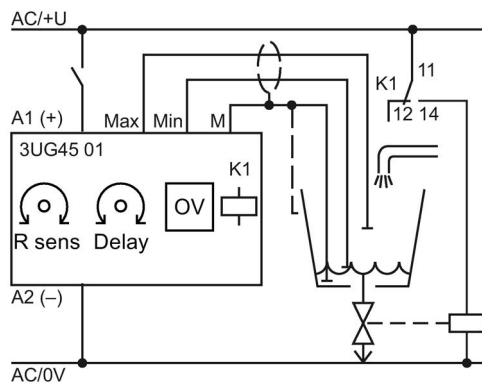 AC/+U
A1 (+)
Max Min M
K1
11
12 14
3UG45 01
K1
OV
R sens Delay
A2 (–)
AC/0V